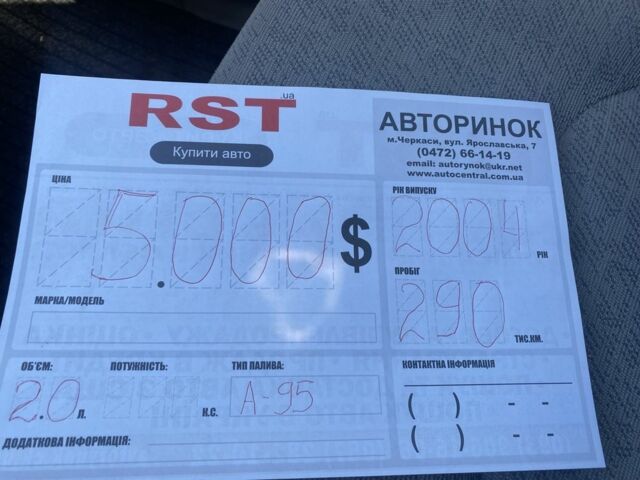 RST.ua
Купити авто
АВТОРИНОК
м.Черкаси, вул. Ярославська, 7
(0472) 66-14-19
email: autorynok@ukr.net
www.autocentral.com.ua
ЦІНА
5.000 $
МАРКА/МОДЕЛЬ
РІК ВИПУСКУ
2004 РІК
ПРОБІГ
290 ТИС.КМ.
ОБ'ЄМ: ПОТУЖНІСТЬ: ТИП ПАЛИВА:
2.0 Л. К.С. А-95
ДОДАТКОВА ІНФОРМАЦІЯ:
КОНТАКТНА ІНФОРМАЦІЯ
( ) - -
( ) - -